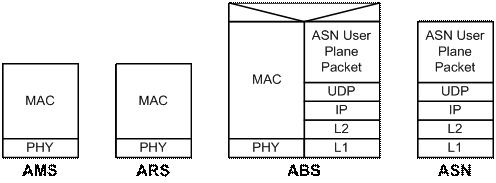 MAC
PHY
AMS
MAC
PHY
ARS
MAC
PHY
ASN User
Plane
Packet
UDP
IP
L2
L1
ABS
ASN User
Plane
Packet
UDP
IP
L2
L1
ASN